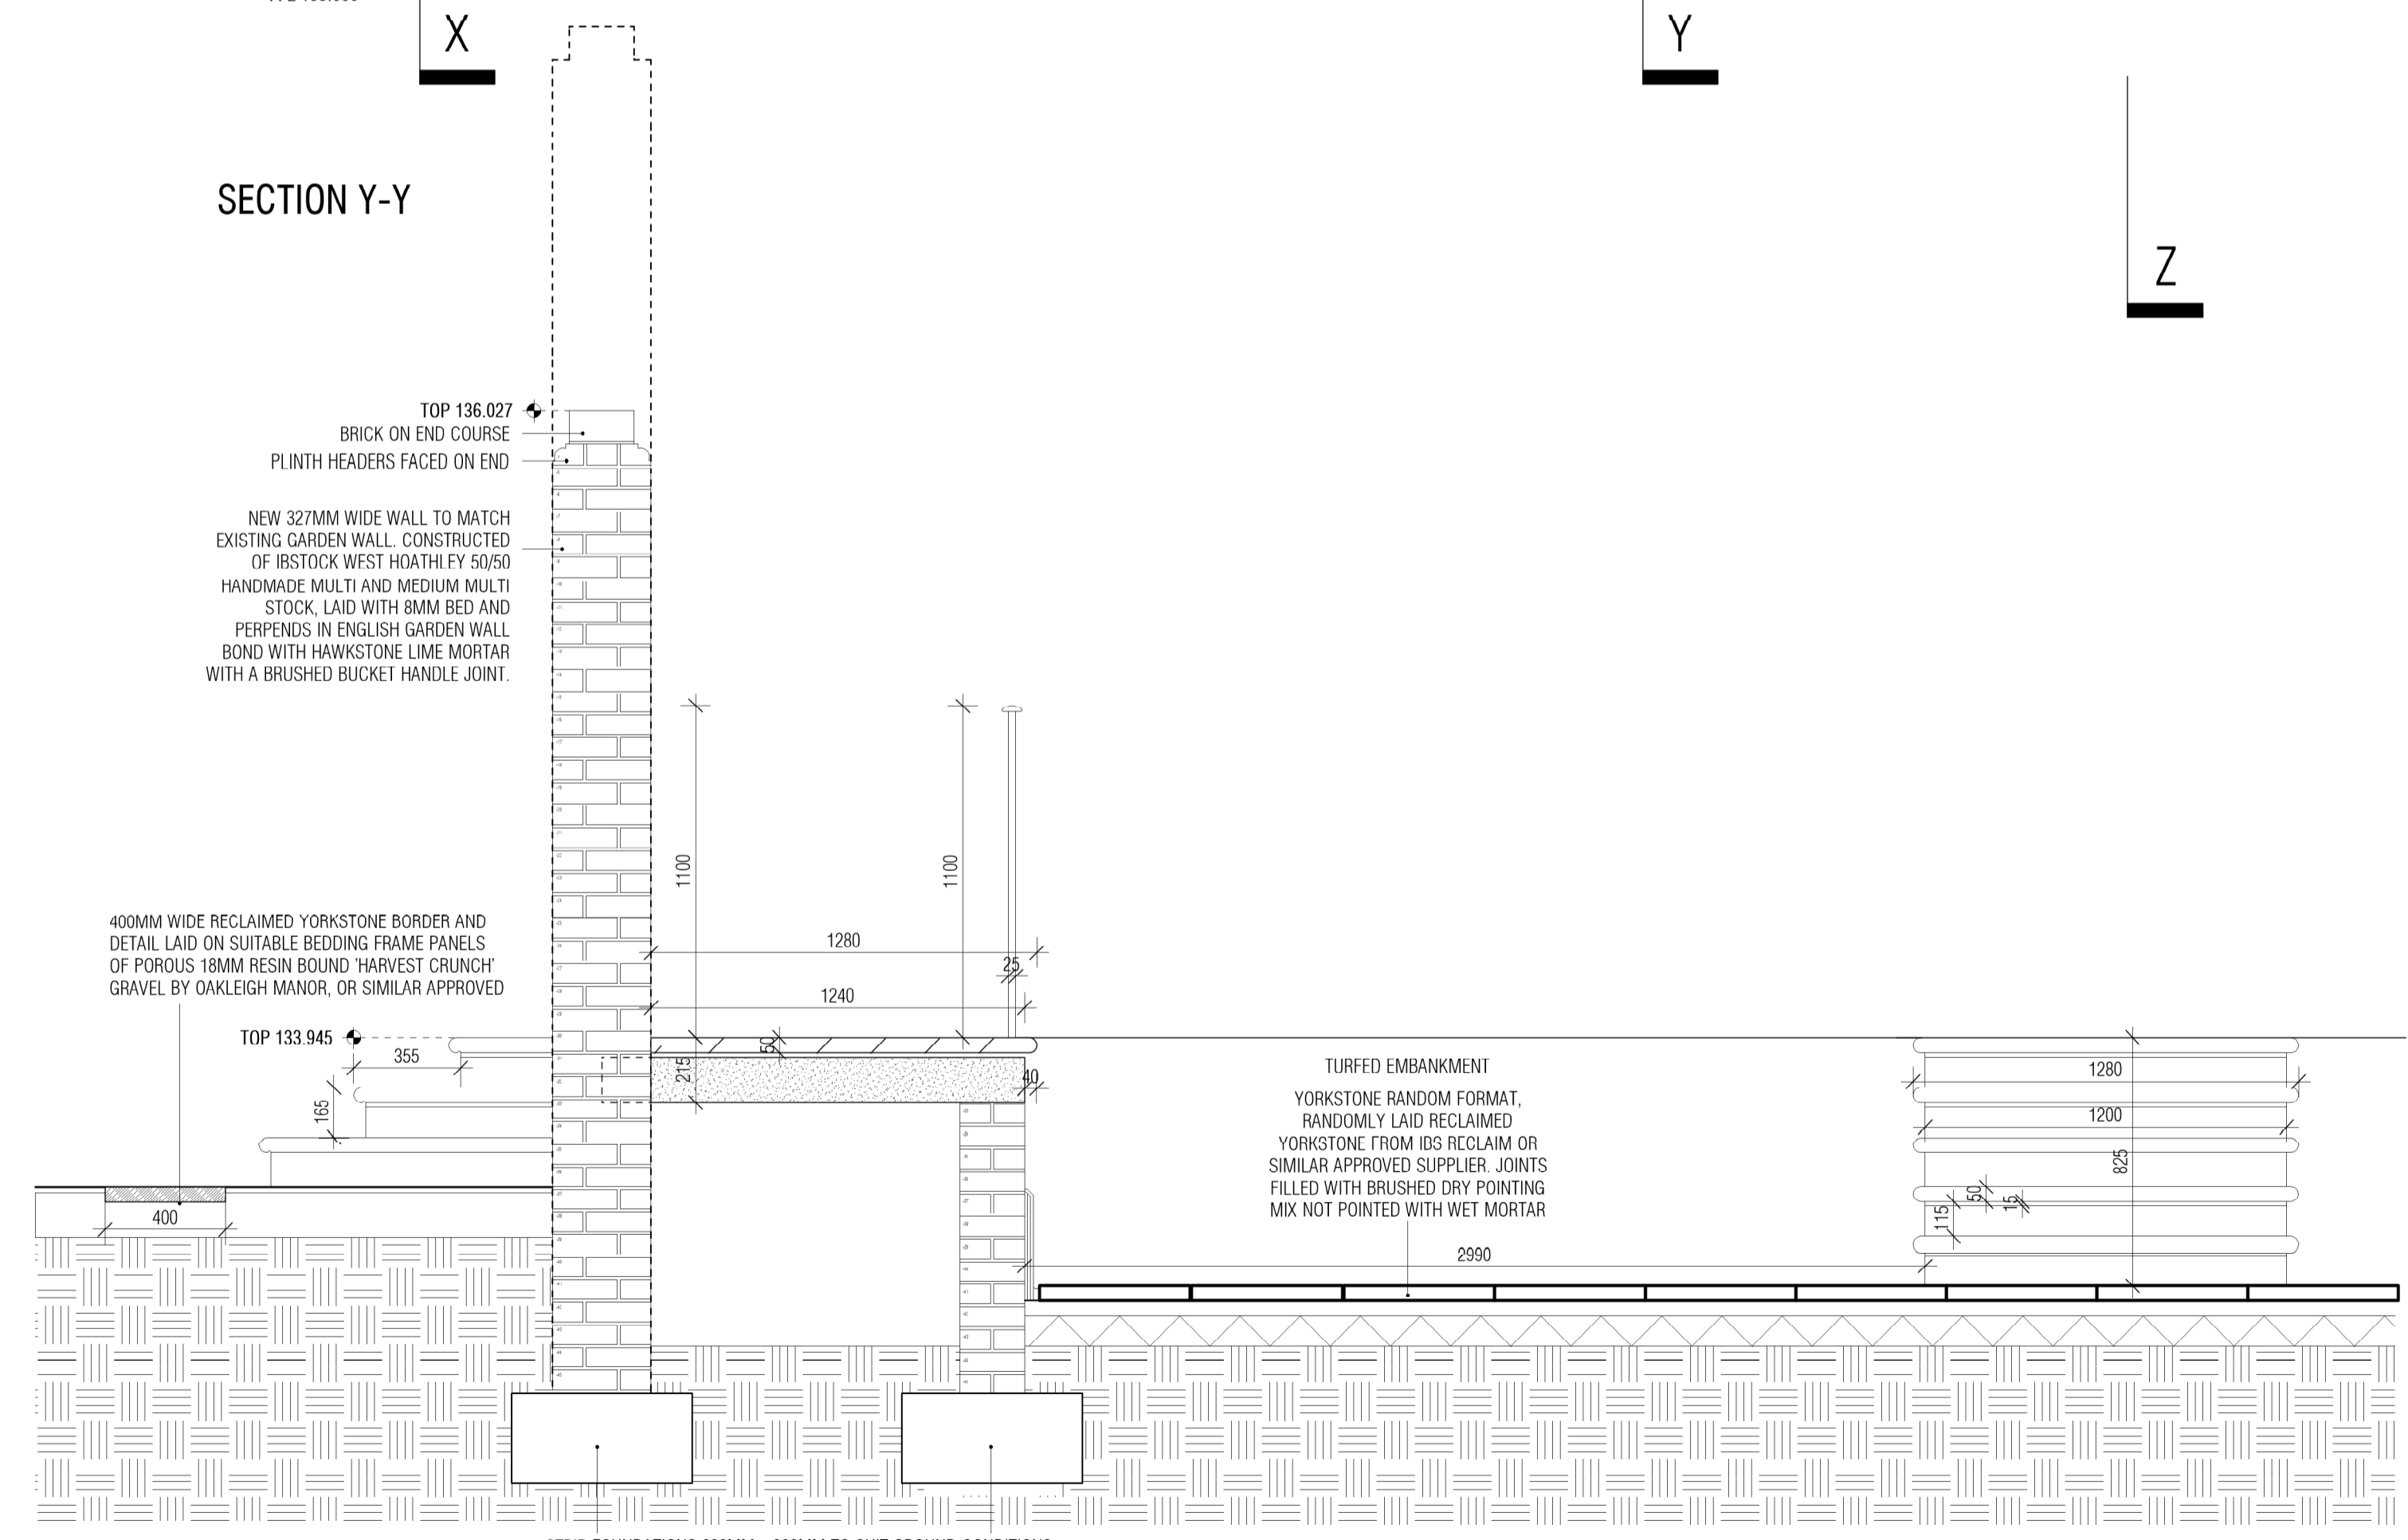 X
Y
SECTION Y-Y
Z
TOP 136.027
BRICK ON END COURSE
PLINTH HEADERS FACED ON END
NEW 327MM WIDE WALL TO MATCH
EXISTING GARDEN WALL. CONSTRUCTED
OF IBSTOCK WEST HOATHLEY 50/50
HANDMADE MULTI AND MEDIUM MULTI
STOCK, LAID WITH 8MM BED AND
PERPENDS IN ENGLISH GARDEN WALL
BOND WITH HAWKSTONE LIME MORTAR
WITH A BRUSHED BUCKET HANDLE JOINT.
1100
1100
400MM WIDE RECLAIMED YORKSTONE BORDER AND
DETAIL LAID ON SUITABLE BEDDING FRAME PANELS
OF POROUS 18MM RESIN BOUND 'HARVEST CRUNCH'
GRAVEL BY OAKLEIGH MANOR, OR SIMILAR APPROVED
1280
25
1240
TOP 133.945
355
165
50
215
40
400
TURFED EMBANKMENT
YORKSTONE RANDOM FORMAT,
RANDOMLY LAID RECLAIMED
YORKSTONE FROM IBS RECLAIM OR
SIMILAR APPROVED SUPPLIER. JOINTS
FILLED WITH BRUSHED DRY POINTING
MIX NOT POINTED WITH WET MORTAR
2990
1280
1200
825
50
15
115